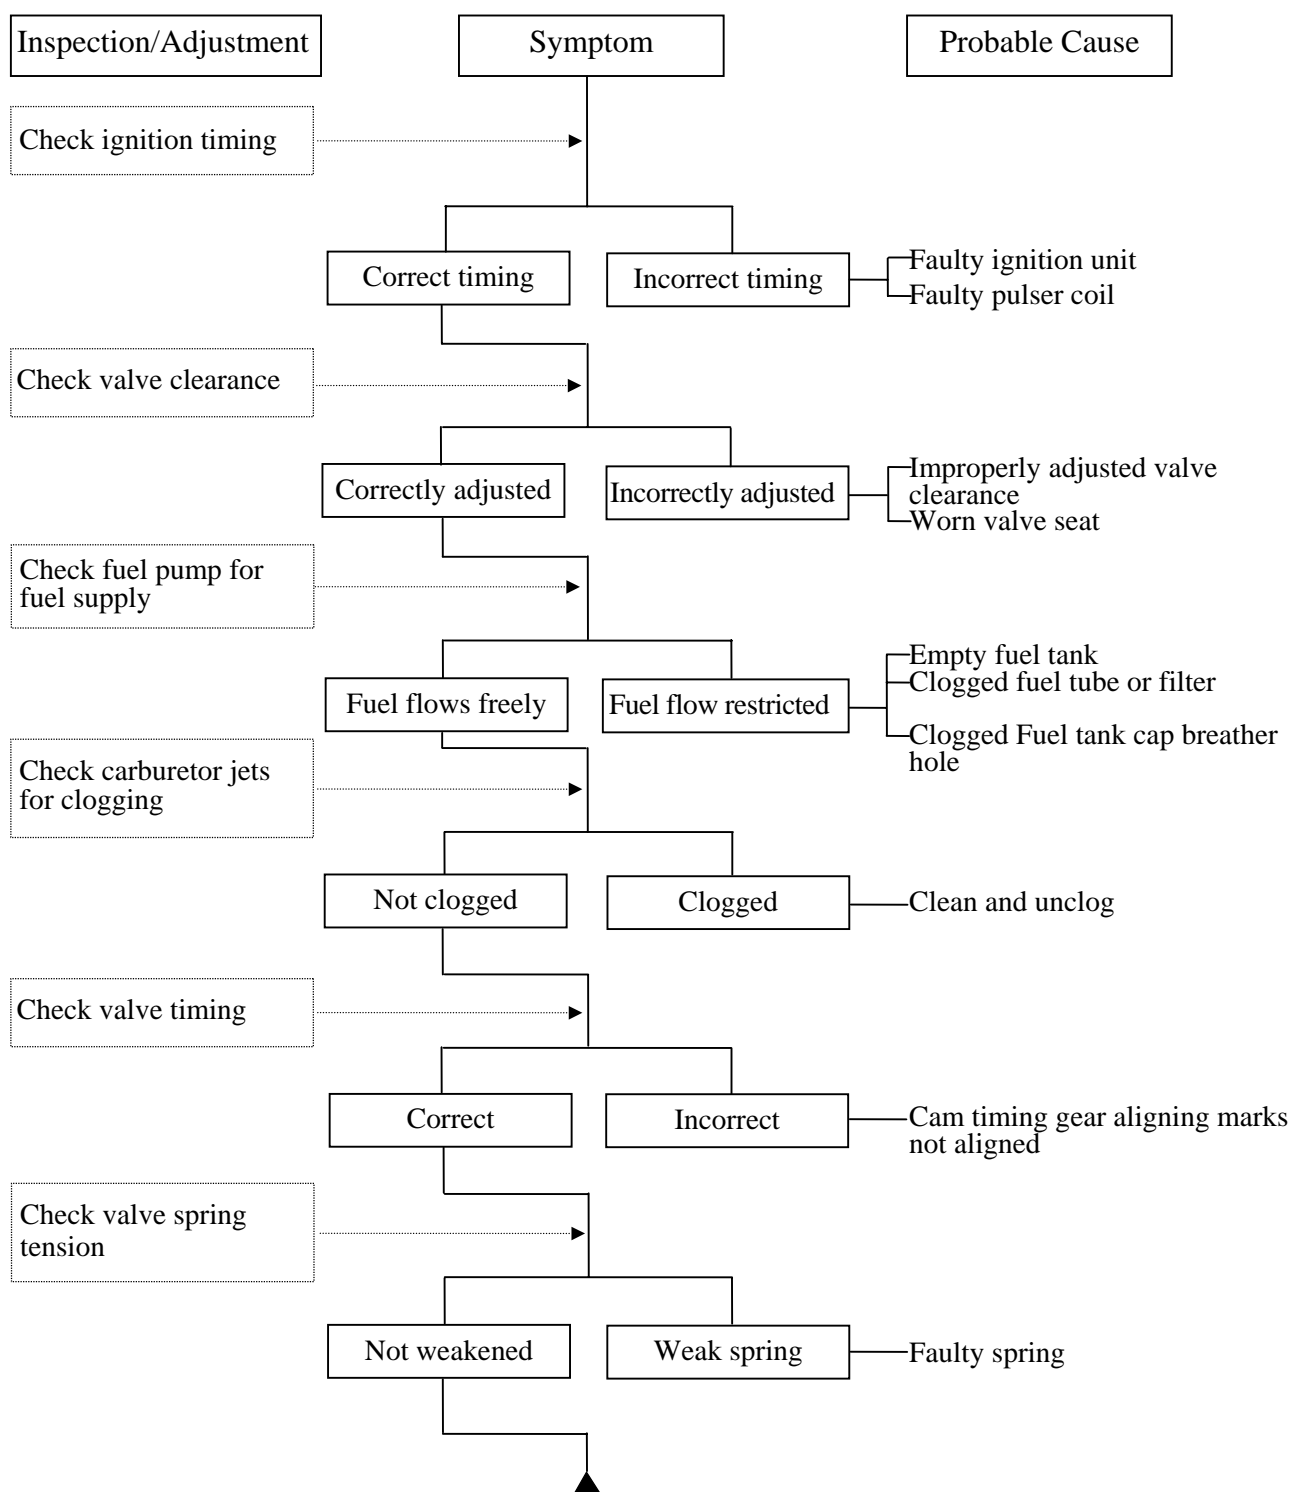 Inspection/Adjustment
Symptom
Probable Cause
Check ignition timing
Correct timing
Incorrect timing
Faulty ignition unit
Faulty pulser coil
Check valve clearance
Correctly adjusted
Incorrectly adjusted
Improperly adjusted valve
clearance
Worn valve seat
Check fuel pump for
fuel supply
Fuel flows freely
Fuel flow restricted
Empty fuel tank
Clogged fuel tube or filter
Clogged Fuel tank cap breather
hole
Check carburetor jets
for clogging
Not clogged
Clogged
Clean and unclog
Check valve timing
Correct
Incorrect
Cam timing gear aligning marks
not aligned
Check valve spring
tension
Not weakened
Weak spring
Faulty spring